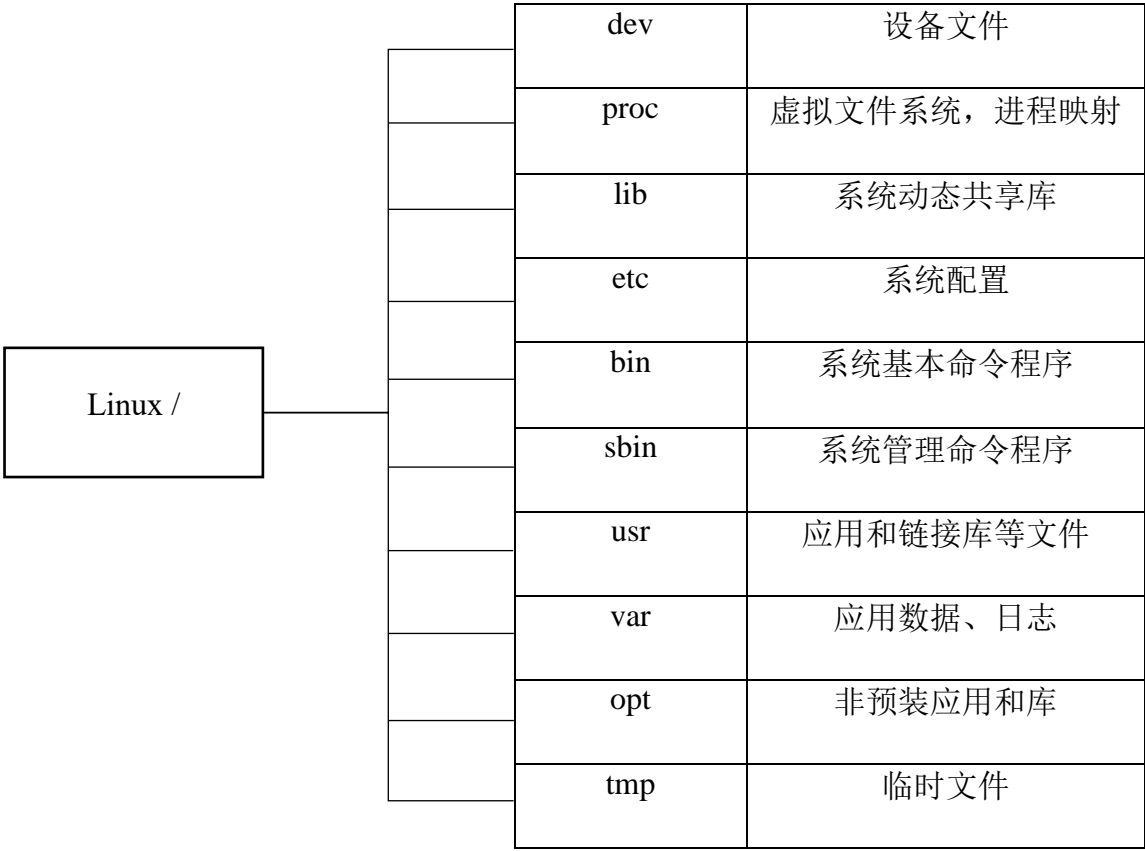 dev 设备文件
proc 虚拟文件系统，进程映射
lib 系统动态共享库
etc 系统配置
bin 系统基本命令程序
Linux /
sbin 系统管理命令程序
usr 应用和链接库等文件
var 应用数据、日志
opt 非预装应用和库
tmp 临时文件